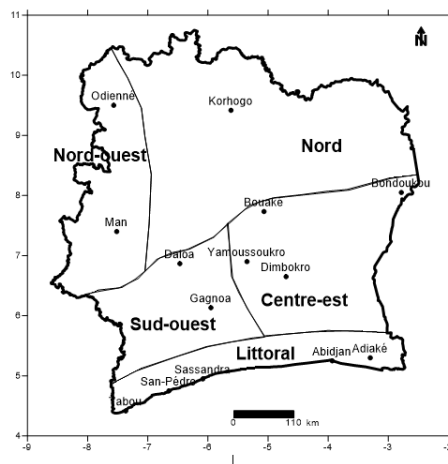 11
N
10
Odienné
Korhogo
9
Nord
Nord-ouest
Bondoukou
8
Bouaké
Man
7
Daloa
Yamoussoukro
Dimbokro
Gagnoa
Centre-est
6
Sud-ouest
Littoral
Abidjan
Adiaké
5
Sassandra
San-Pédro
Tabou
0
110 km
4
-9 -8 -7 -6 -5 -4 -3